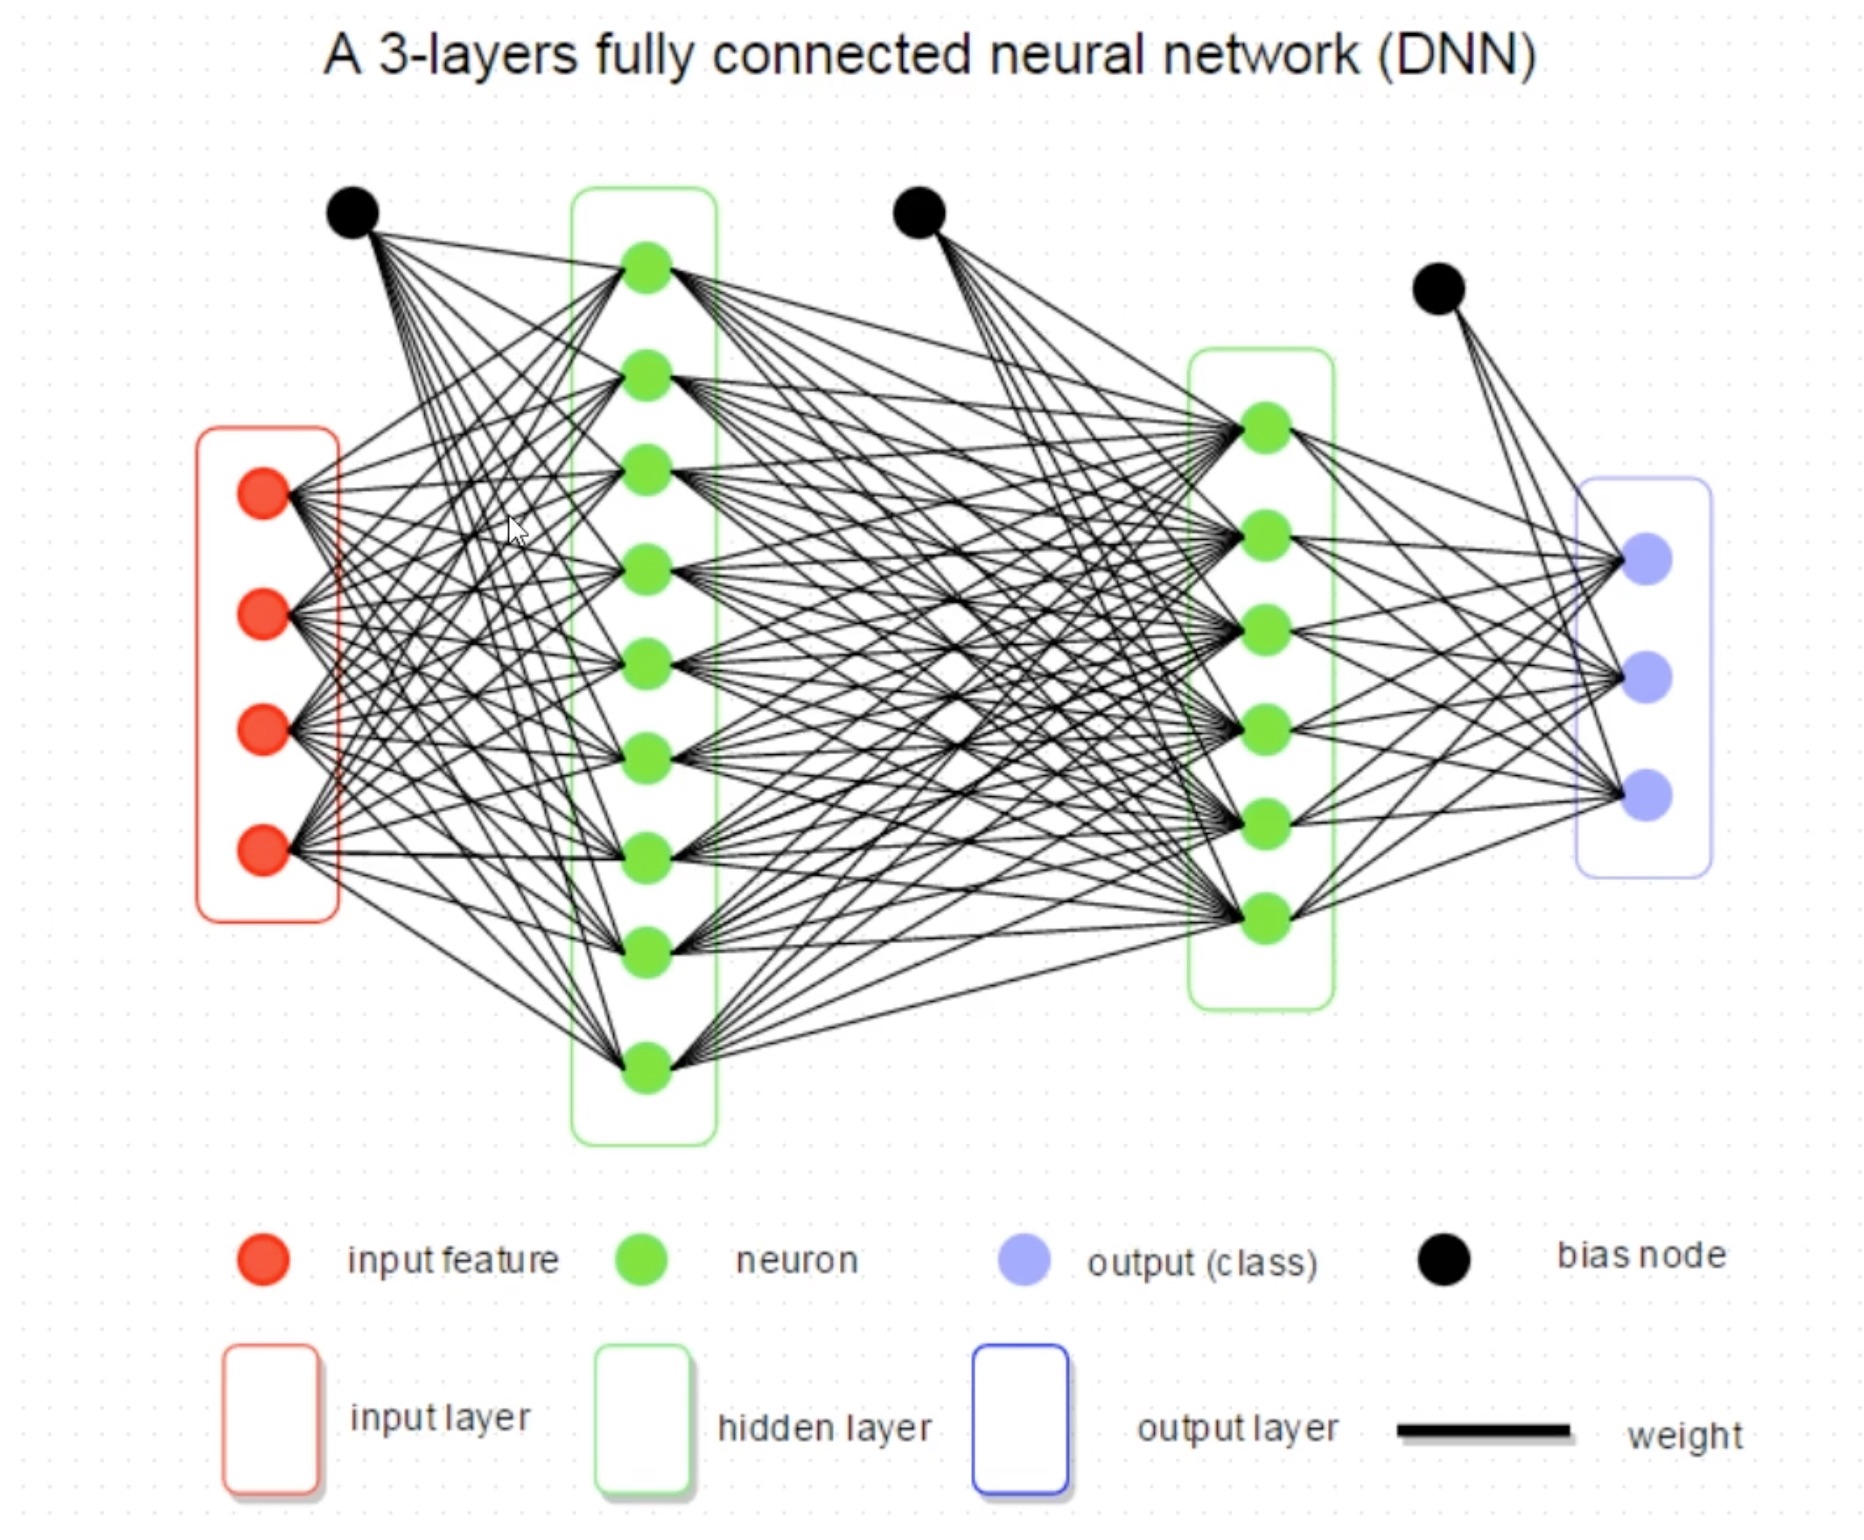 A 3-layers fully connected neural network (DNN)
input feature
neuron
output (class)
bias node
input layer
hidden layer
output layer
weight